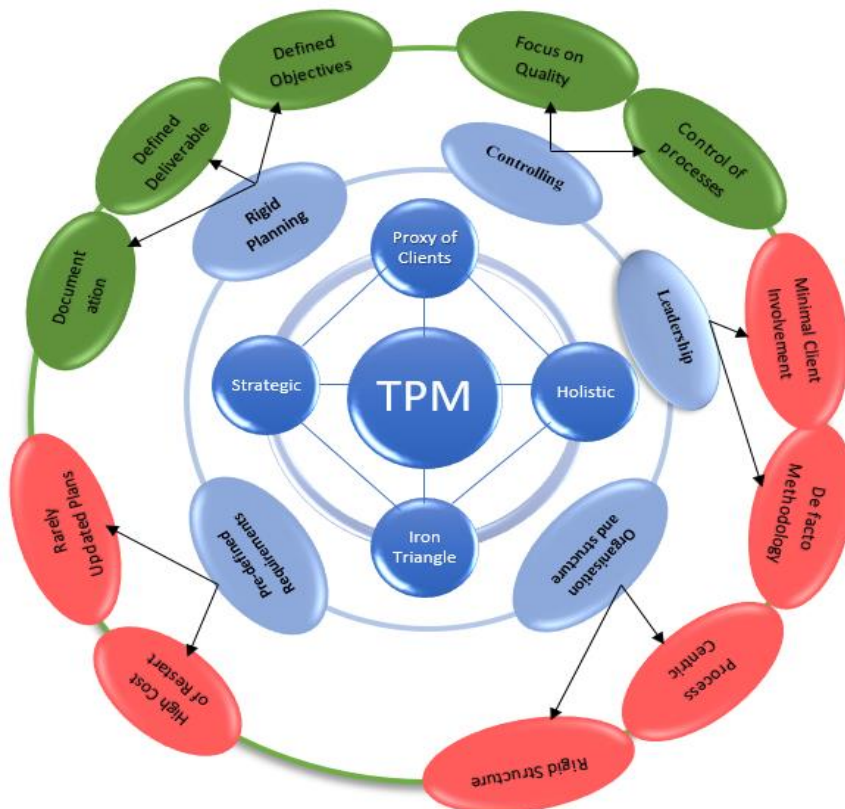 Defined
Objectives
Focus on
Quality
Defined
Deliverable
Control of
processes
Document
ation
Rigid
Planning
Controlling
Proxy of
Clients
Leadership
Minimal Client
Involvement
Strategic
TPM
Holistic
De facto
Methodology
Rarely
Updated Plans
Pre-defined
Requirements
Iron
Triangle
Organisation
and structure
High Cost
of Restart
Process
Centric
Rigid Structure